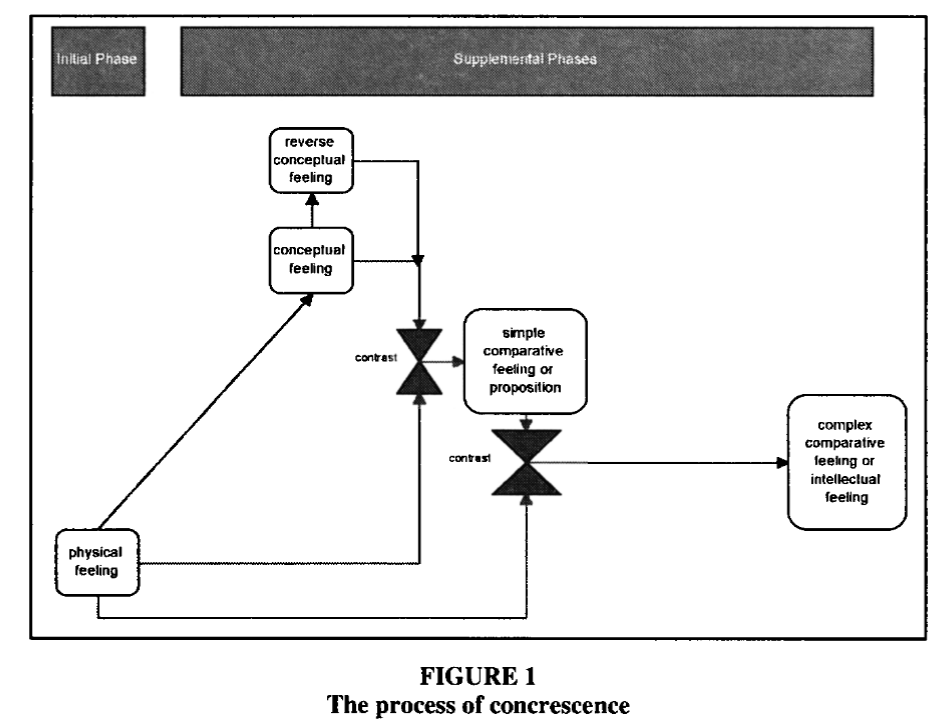 Initial Phase
Supplemental Phases
reverse
conceptual
feeling
conceptual
feeling
contrast
simple
comparative
feeling or
proposition
contrast
complex
comparative
feeling or
intellectual
feeling
physical
feeling
FIGURE 1
The process of concrescence